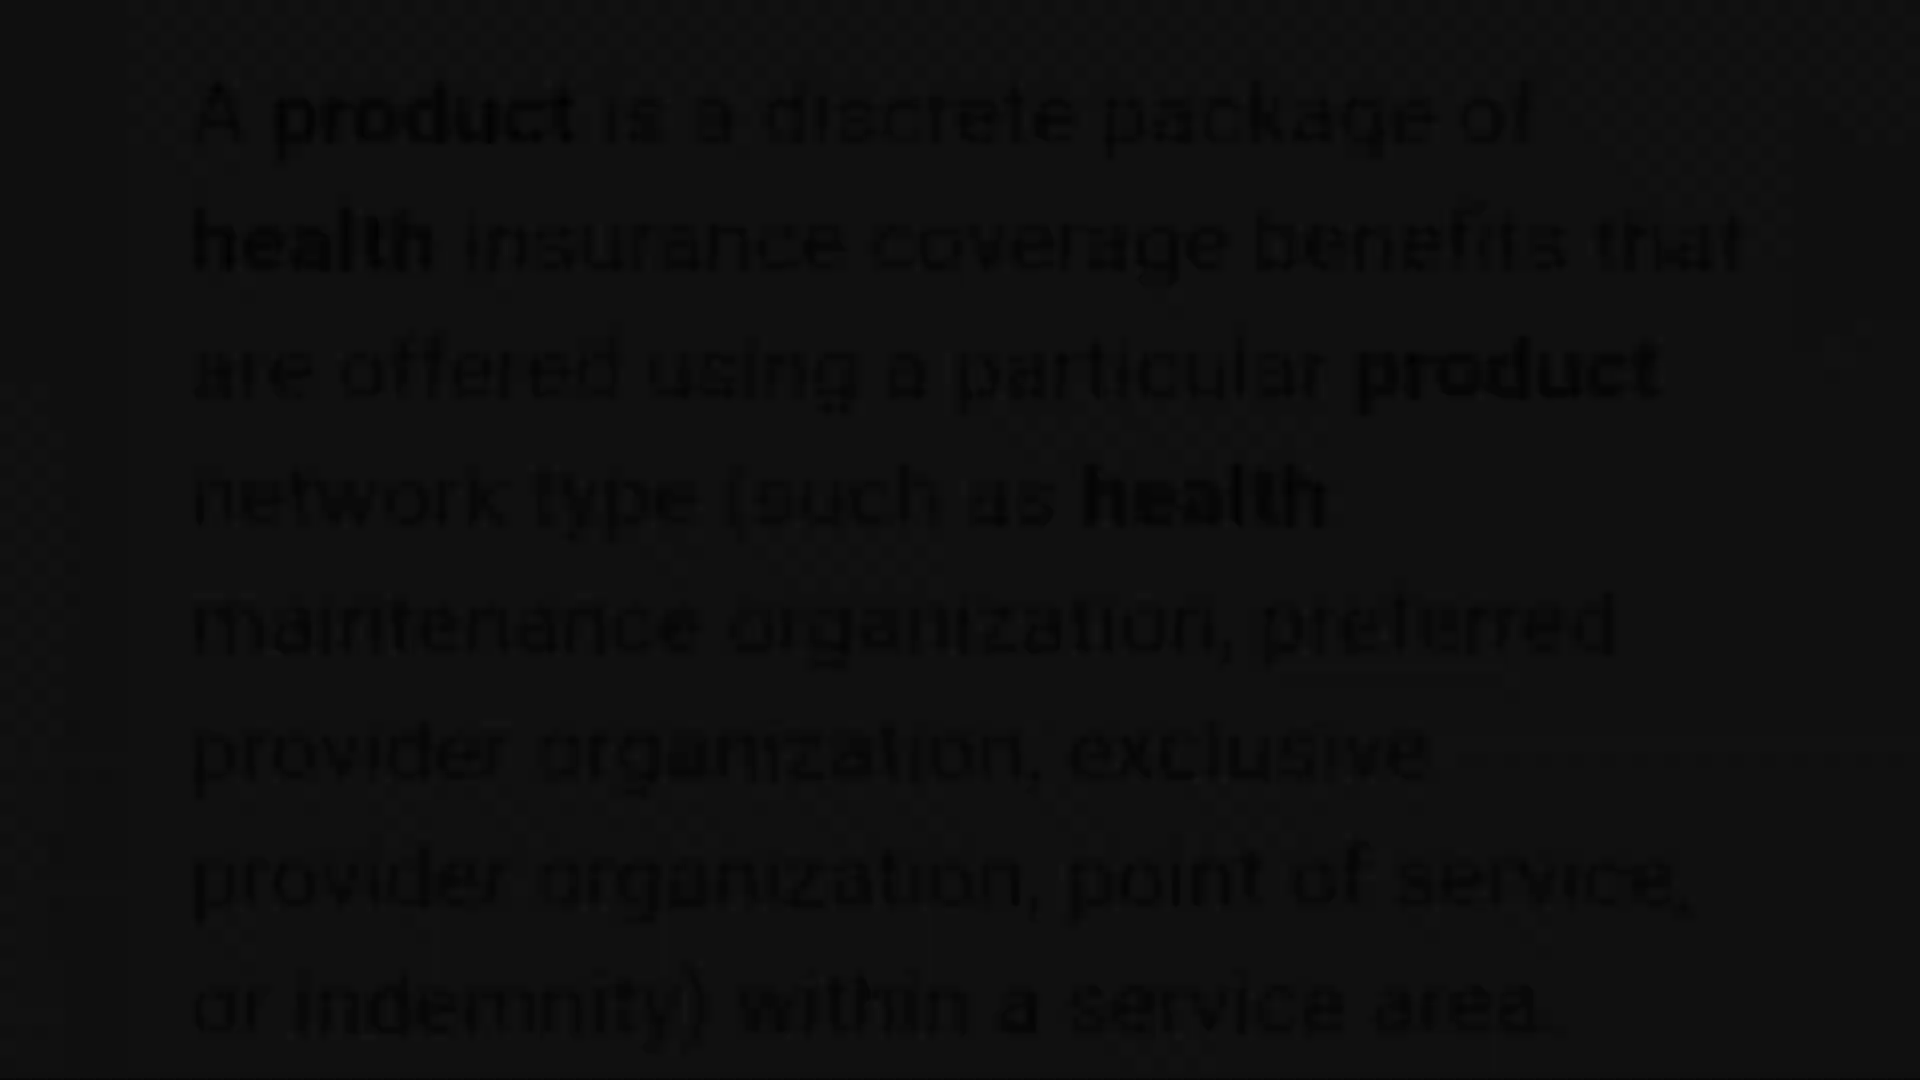 A product is a discrete package of
health insurance coverage benefits that
are offered using a particular product
network type (such as health
maintenance organization, preferred
provider organization, exclusive
provider organization, point of service,
or indemnity) within a service area.